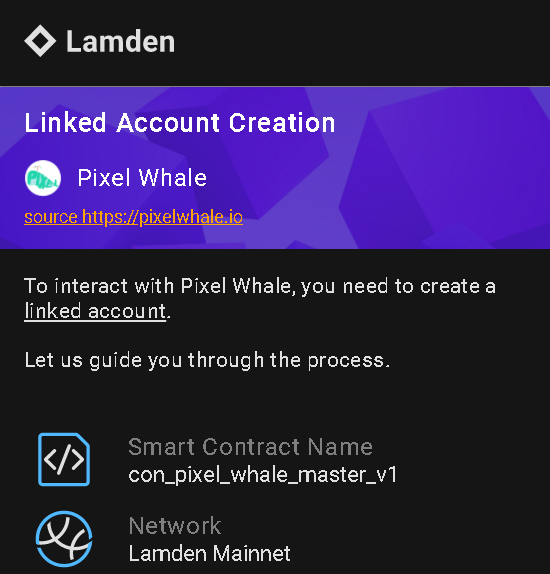 Lamden
Linked Account Creation
Pixel Whale
source https://pixelwhale.io
To interact with Pixel Whale, you need to create a
linked account.
Let us guide you through the process.
Smart Contract Name
con_pixel_whale_master_v1
Network
Lamden Mainnet